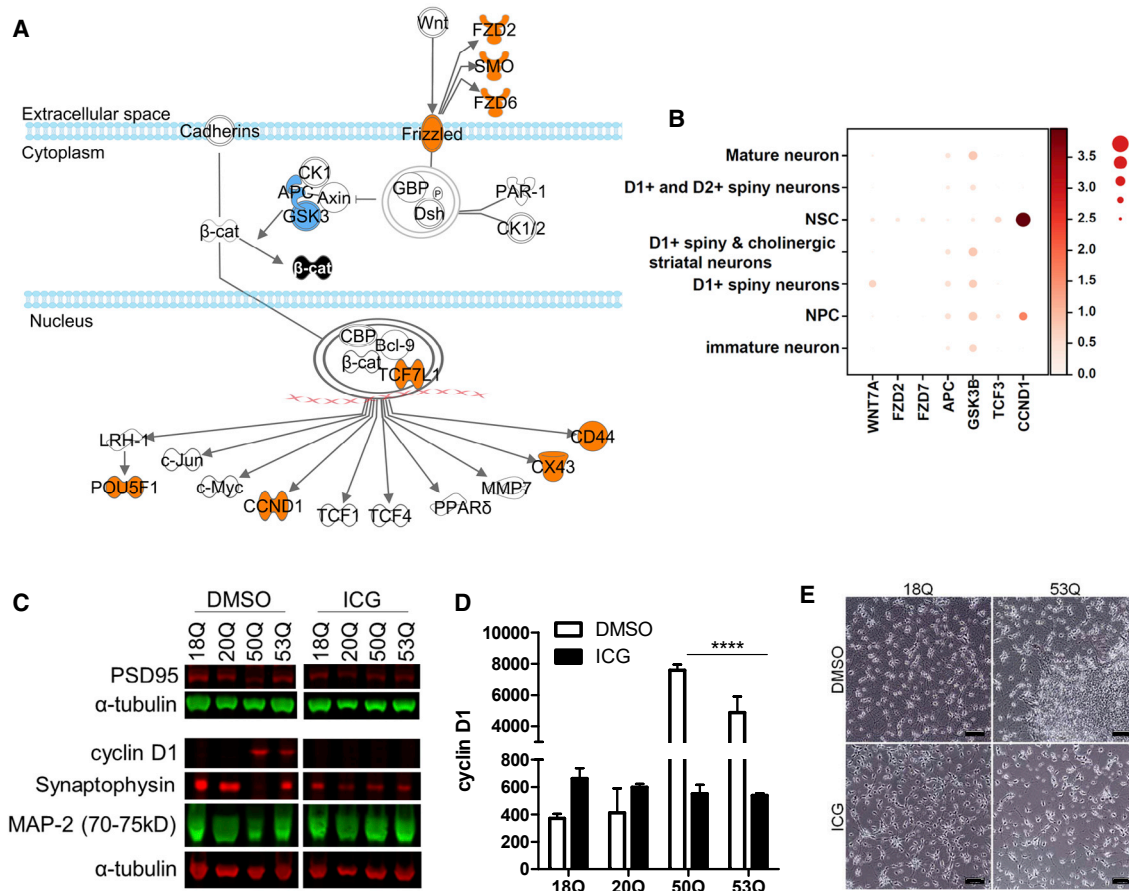 A
Wnt
FZD2
SMO
FZD6
Extracellular space
Cadherins
Frizzled
Cytoplasm
CK1
APC
Axin
GSK3
GBP
P
Dsh
PAR-1
CK1/2
β-cat
β-cat
Nucleus
CBP
Bcl-9
β-cat
TCF7L1
LRH-1
c-Jun
POU5F1
c-Myc
CCND1
TCF1
TCF4
PPARδ
MMP7
CX43
CD44
B
Mature neuron
D1+ and D2+ spiny neurons
NSC
D1+ spiny & cholinergic
striatal neurons
D1+ spiny neurons
NPC
immature neuron
WNT7A
FZD2
FZD7
APC
GSK3B
TCF3
CCND1
3.5
3.0
2.5
2.0
1.5
1.0
0.5
0.0
C
DMSO ICG
18Q 20Q 50Q 53Q 18Q 20Q 50Q 53Q
PSD95
α-tubulin
cyclin D1
Synaptophysin
MAP-2 (70-75kD)
α-tubulin
D
DMSO
ICG
****
cyclin D1
10000
8000
6000
4000
800
600
400
200
0
18Q 20Q 50Q 53Q
E
18Q 53Q
DMSO
ICG